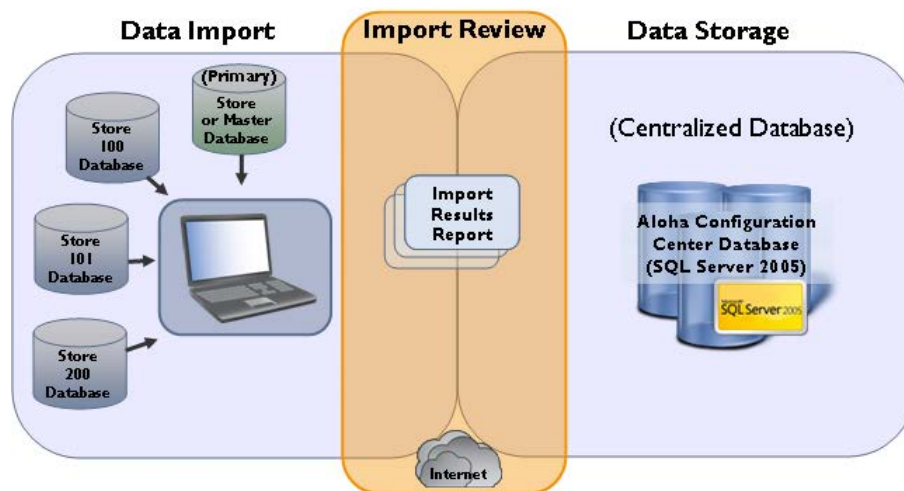 Data Import
Import Review
Data Storage
(Primary)
Store
or Master
Database
Store
100
Database
Store
101
Database
Store
200
Database
Import
Results
Report
Internet
(Centralized Database)
Aloha Configuration
Center Database
(SQL Server 2005)
Microsoft
SQL Server 2005